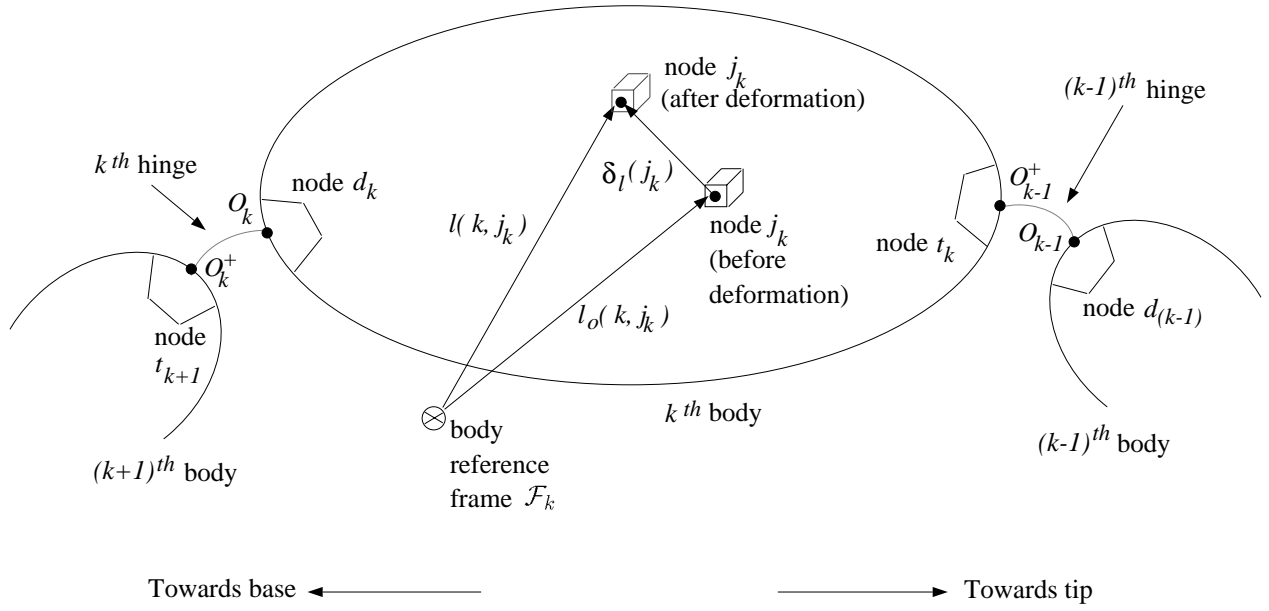 node j_k
(after deformation)
(k-1)^th hinge
k^th hinge
node d_k
O_k
O_k^+
δ_l(j_k)
l(k, j_k)
node j_k
(before
deformation)
l_o(k, j_k)
O_{k-1}^+
O_{k-1}
node t_k
node d_{(k-1)}
node
t_{k+1}
k^th body
body
reference
frame ℱ_k
(k+1)^th body
(k-1)^th body
Towards base
Towards tip